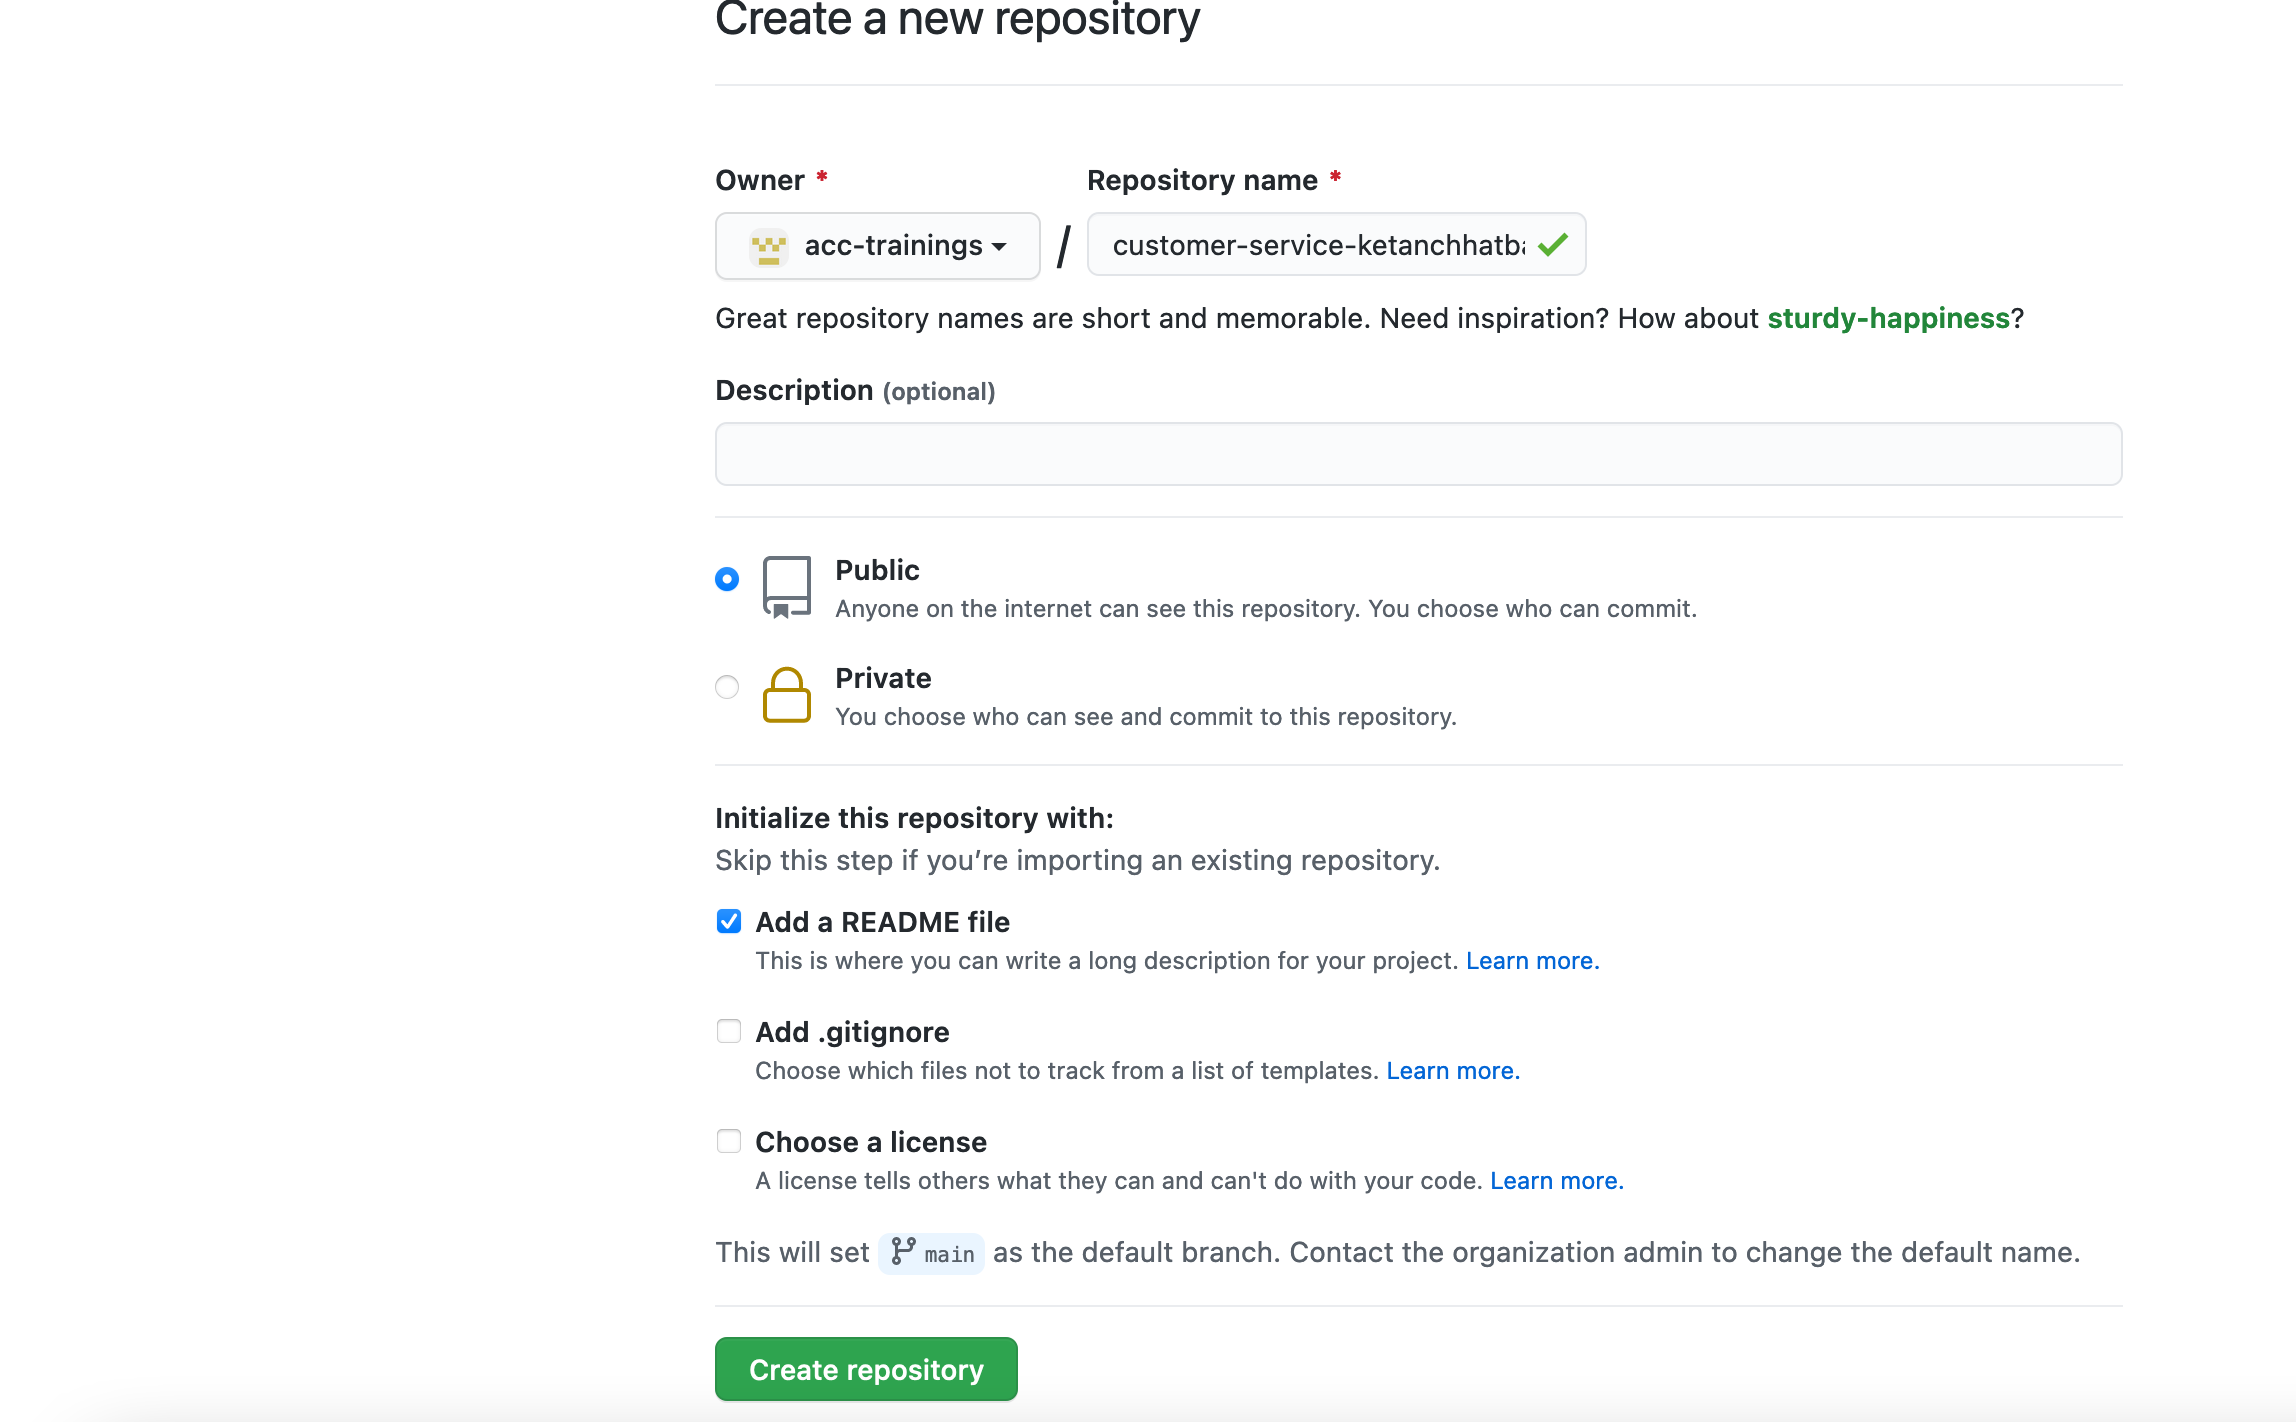 Create a new repository
Owner * Repository name *
acc-trainings / customer-service-ketanchhatba
Great repository names are short and memorable. Need inspiration? How about sturdy-happiness?
Description (optional)
Public
Anyone on the internet can see this repository. You choose who can commit.
Private
You choose who can see and commit to this repository.
Initialize this repository with:
Skip this step if you’re importing an existing repository.
Add a README file
This is where you can write a long description for your project. Learn more.
Add .gitignore
Choose which files not to track from a list of templates. Learn more.
Choose a license
A license tells others what they can and can't do with your code. Learn more.
This will set main as the default branch. Contact the organization admin to change the default name.
Create repository